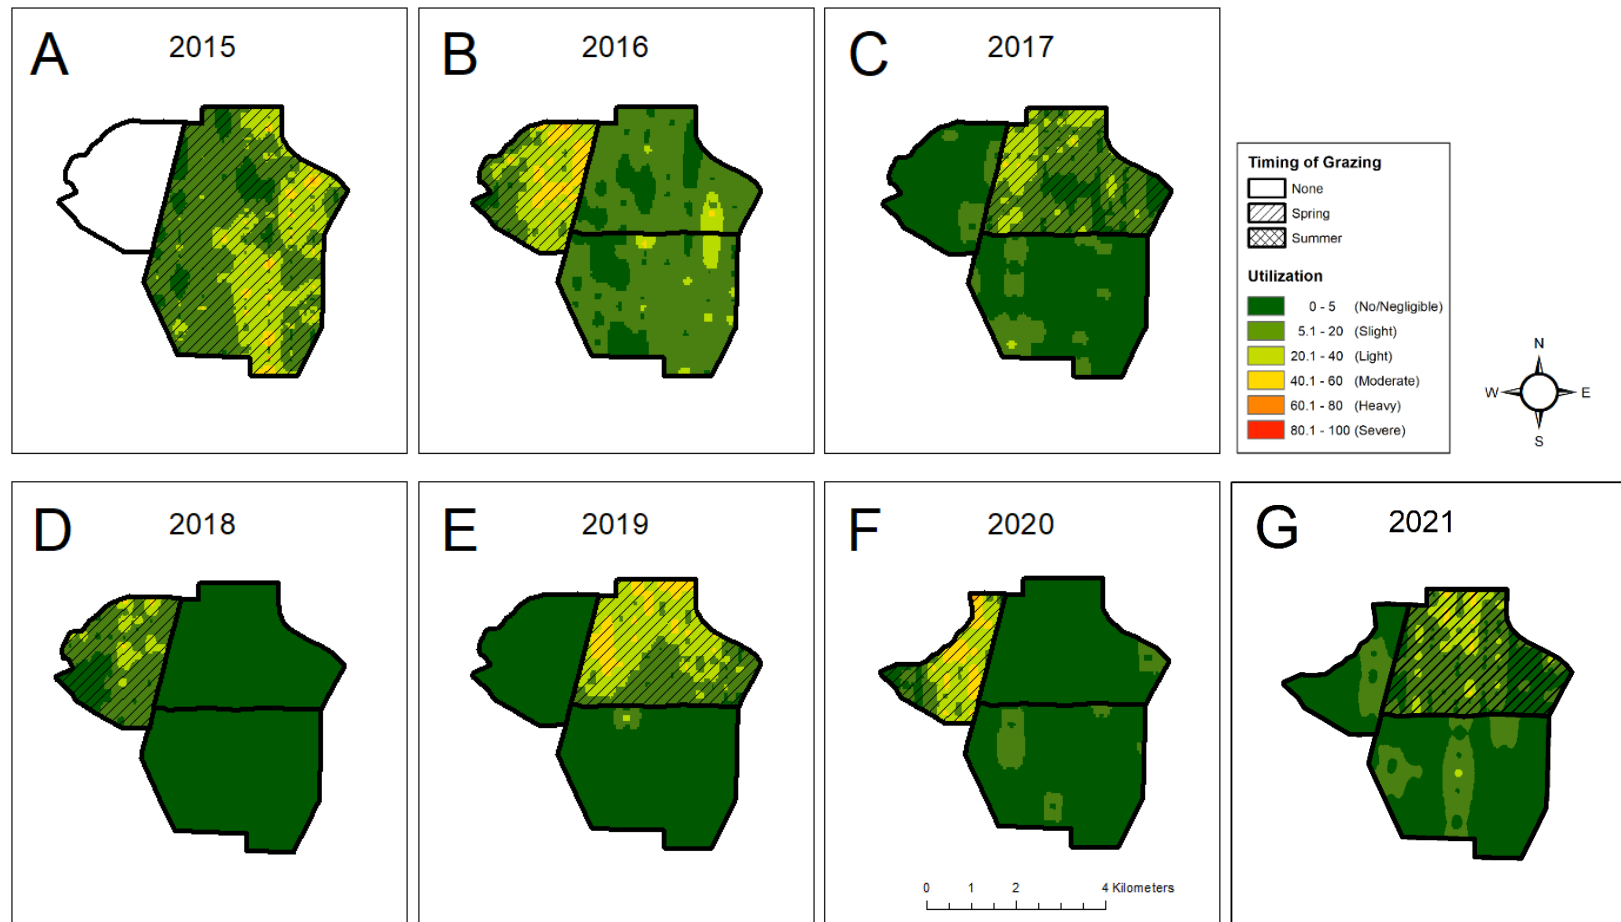 A
2015
B
2016
C
2017
Timing of Grazing
None
Spring
Summer
Utilization
0 - 5 (No/Negligible)
5.1 - 20 (Slight)
20.1 - 40 (Light)
40.1 - 60 (Moderate)
60.1 - 80 (Heavy)
80.1 - 100 (Severe)
N
W E
S
D
2018
E
2019
F
2020
G
2021
0 1 2 4 Kilometers